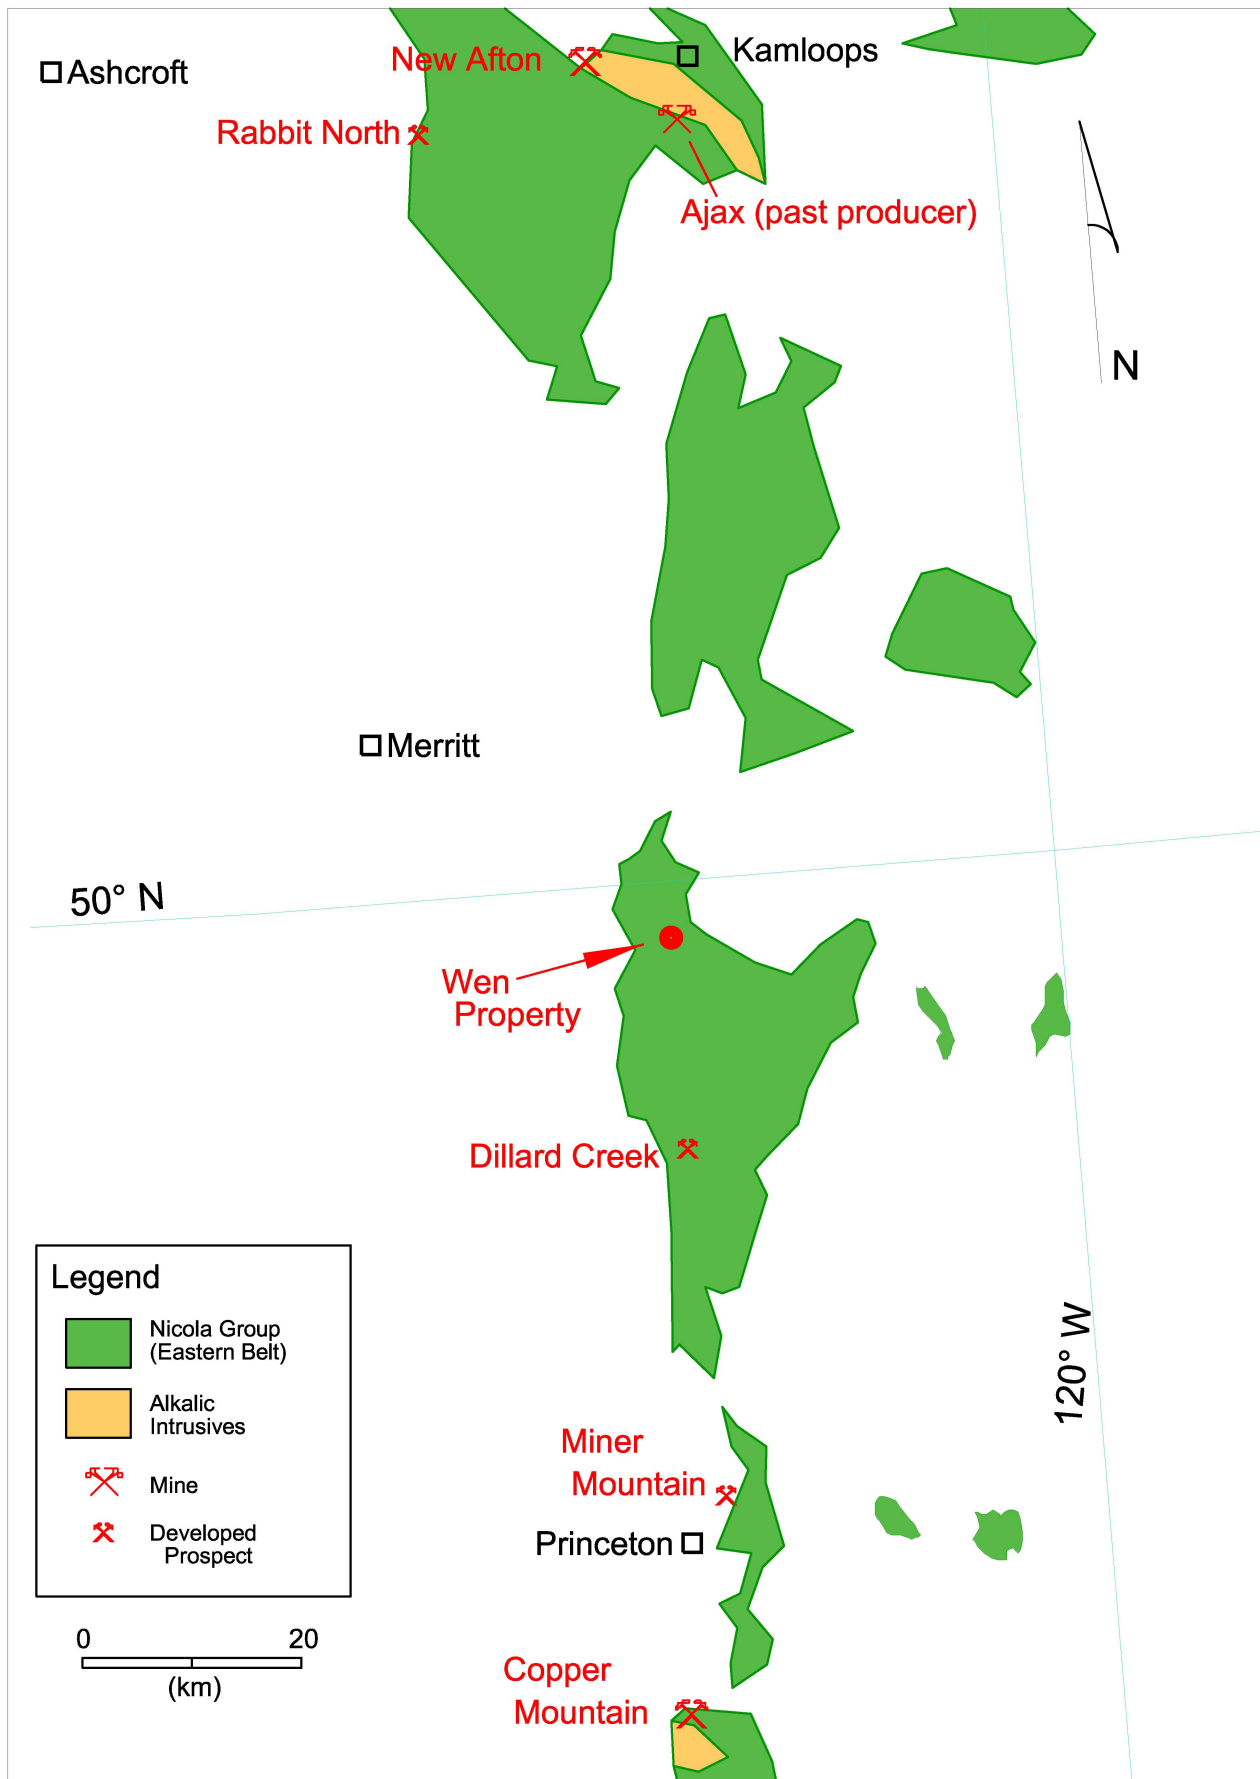 New Afton
Kamloops
Ashcroft
Rabbit North
Ajax (past producer)
N
Merritt
50° N
Wen
Property
Dillard Creek
Legend
Nicola Group
(Eastern Belt)
Alkalic
Intrusives
Mine
Developed
Prospect
120° W
Miner
Mountain
Princeton
0 20
(km)
Copper
Mountain